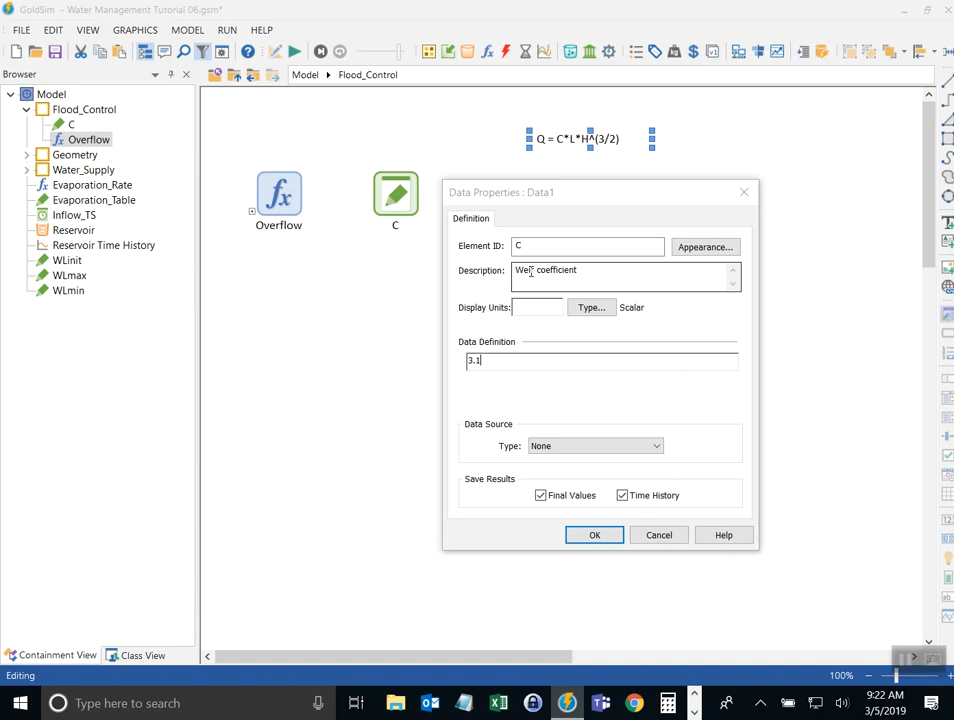 GoldSim - Water Management Tutorial 06.gsm*
FILE EDIT VIEW GRAPHICS MODEL RUN HELP
Browser
Model Flood_Control
Model
Flood_Control
C
Overflow
Geometry
Water_Supply
Evaporation_Rate
Evaporation_Table
Inflow_TS
Reservoir
Reservoir Time History
WLinit
WLmax
WLmin
Q = C*L*H^(3/2)
fx
Overflow
C
Data Properties : Data1
Definition
Element ID: C Appearance...
Description: Weir coefficient
Display Units: Type... Scalar
Data Definition
3.1
Data Source
Type: None
Save Results
Final Values Time History
OK Cancel Help
Containment View Class View
Editing 100%
Type here to search
9:22 AM
3/5/2019